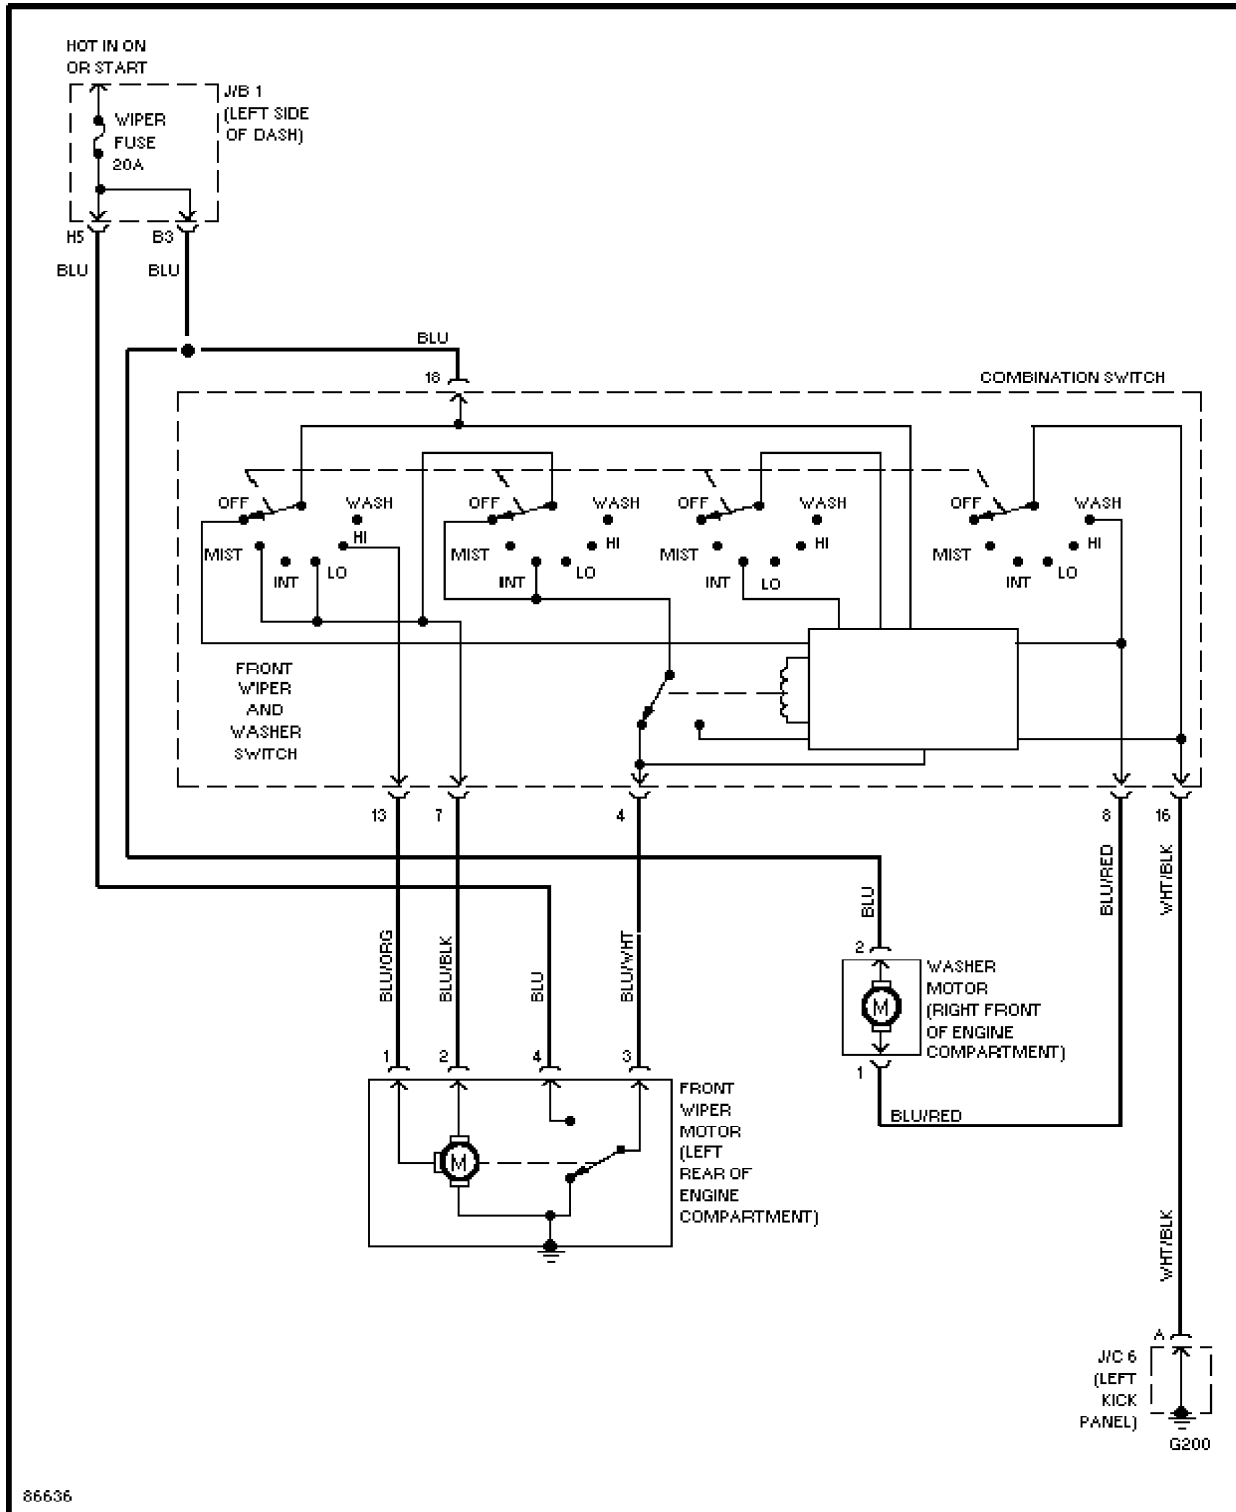 HOT IN ON
OR START
J/B 1
(LEFT SIDE
OF DASH)
WIPER
FUSE
20A
H5
B3
BLU
BLU
BLU
18
COMBINATION SWITCH
OFF
WASH
HI
MIST
INT
LO
OFF
WASH
HI
MIST
INT
LO
OFF
WASH
HI
MIST
INT
LO
OFF
WASH
HI
MIST
INT
LO
FRONT
WIPER
AND
WASHER
SWITCH
13
7
4
8
16
BLU/ORG
BLU/BLK
BLU
BLU/WHT
BLU
BLU/RED
WHT/BLK
2
WASHER
MOTOR
(RIGHT FRONT
OF ENGINE
COMPARTMENT)
M
1
BLU/RED
1
2
4
3
FRONT
WIPER
MOTOR
(LEFT
REAR OF
ENGINE
COMPARTMENT)
M
WHT/BLK
A
J/C 6
(LEFT
KICK
PANEL)
G200
86636